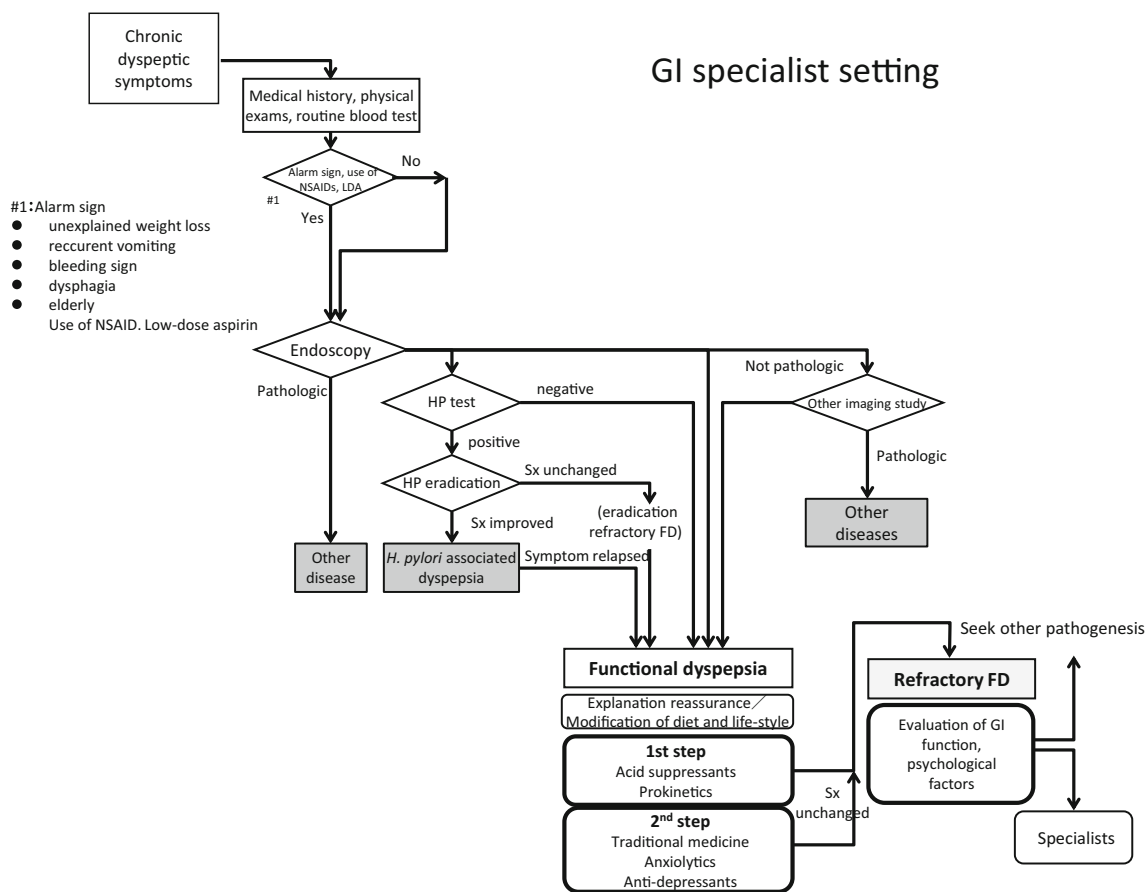 GI specialist setting
Chronic
dyspeptic
symptoms
Medical history, physical
exams, routine blood test
Alarm sign, use of
NSAIDs, LDA
#1
No
Yes
#1:Alarm sign
● unexplained weight loss
● reccurent vomiting
● bleeding sign
● dysphagia
● elderly
Use of NSAID. Low-dose aspirin
Endoscopy
Pathologic
Not pathologic
HP test
negative
Other imaging study
positive
Pathologic
HP eradication
Sx unchanged
(eradication
refractory FD)
Sx improved
Other
diseases
Other
disease
H. pylori associated
dyspepsia
Symptom relapsed
Functional dyspepsia
Explanation reassurance/
Modification of diet and life-style
1st step
Acid suppressants
Prokinetics
2nd step
Traditional medicine
Anxiolytics
Anti-depressants
Sx
unchanged
Seek other pathogenesis
Refractory FD
Evaluation of GI
function,
psychological
factors
Specialists